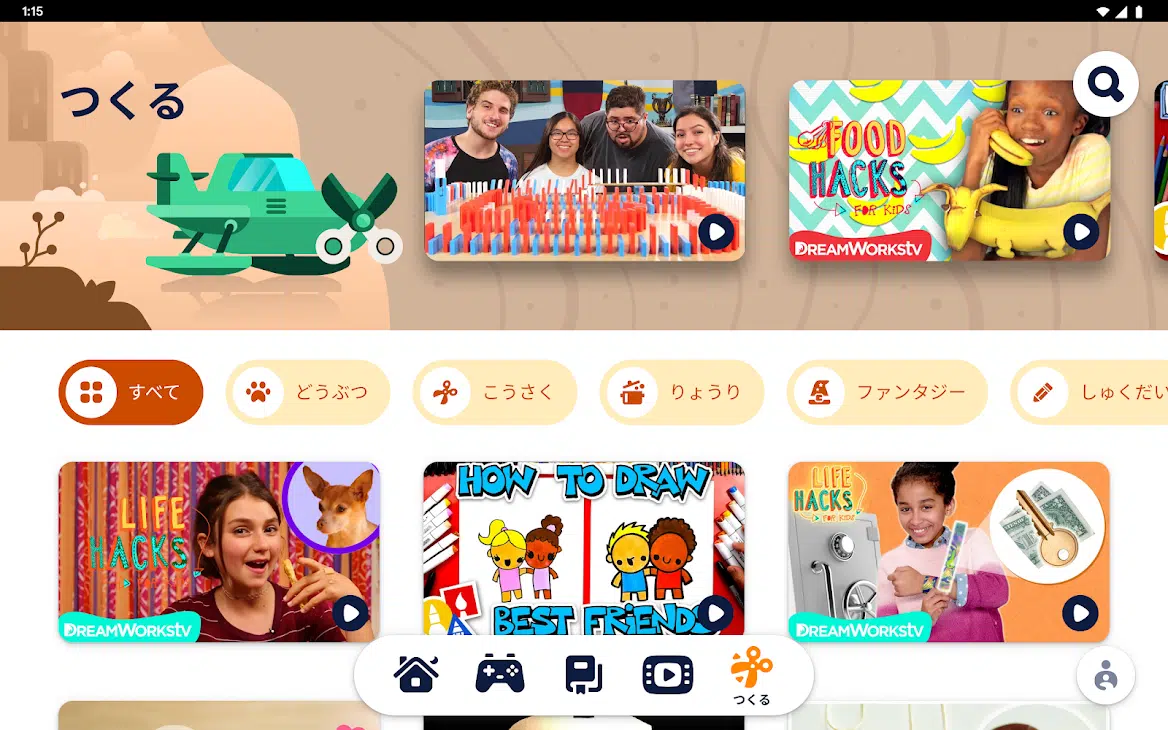 1:15
つくる
FOOD
HACKS
FOR KIDS
DREAMWORKSTV
すべて
どうぶつ
こうさく
りょうり
ファンタジー
しゅくだい
LIFE
HACKS
DREAMWORKSTV
HOW TO DRAW
BEST FRIENDS
LIFE
HACKS
FOR KIDS
DREAMWORKSTV
つくる